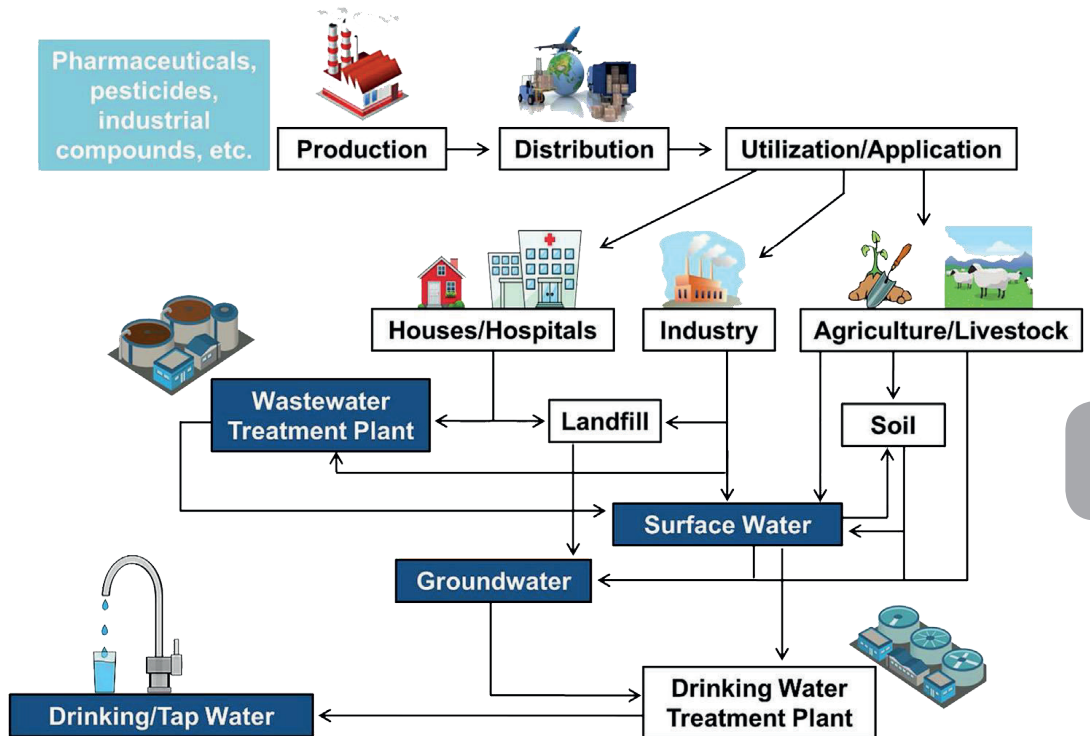 Pharmaceuticals,
pesticides,
industrial
compounds, etc.
Production
Distribution
Utilization/Application
Houses/Hospitals
Industry
Agriculture/Livestock
Wastewater
Treatment Plant
Landfill
Soil
Surface Water
Groundwater
Drinking Water
Treatment Plant
Drinking/Tap Water